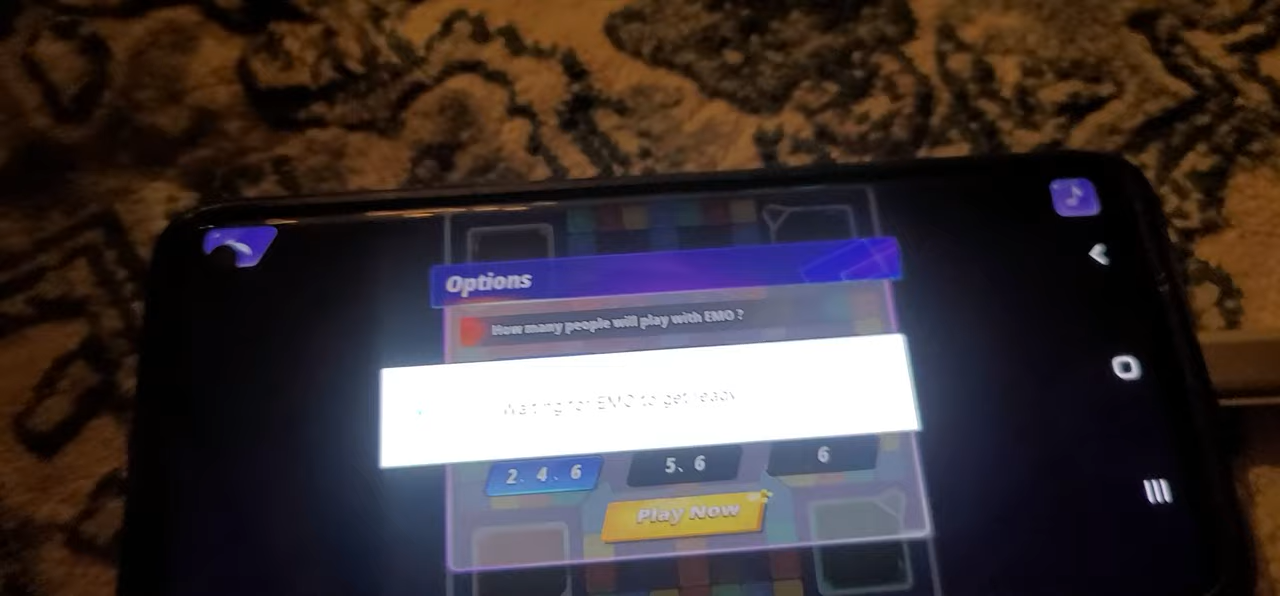 Options
How many people will play with EMO ?
Waiting for EMO to get ready
2、4、6
5、6
6
Play Now